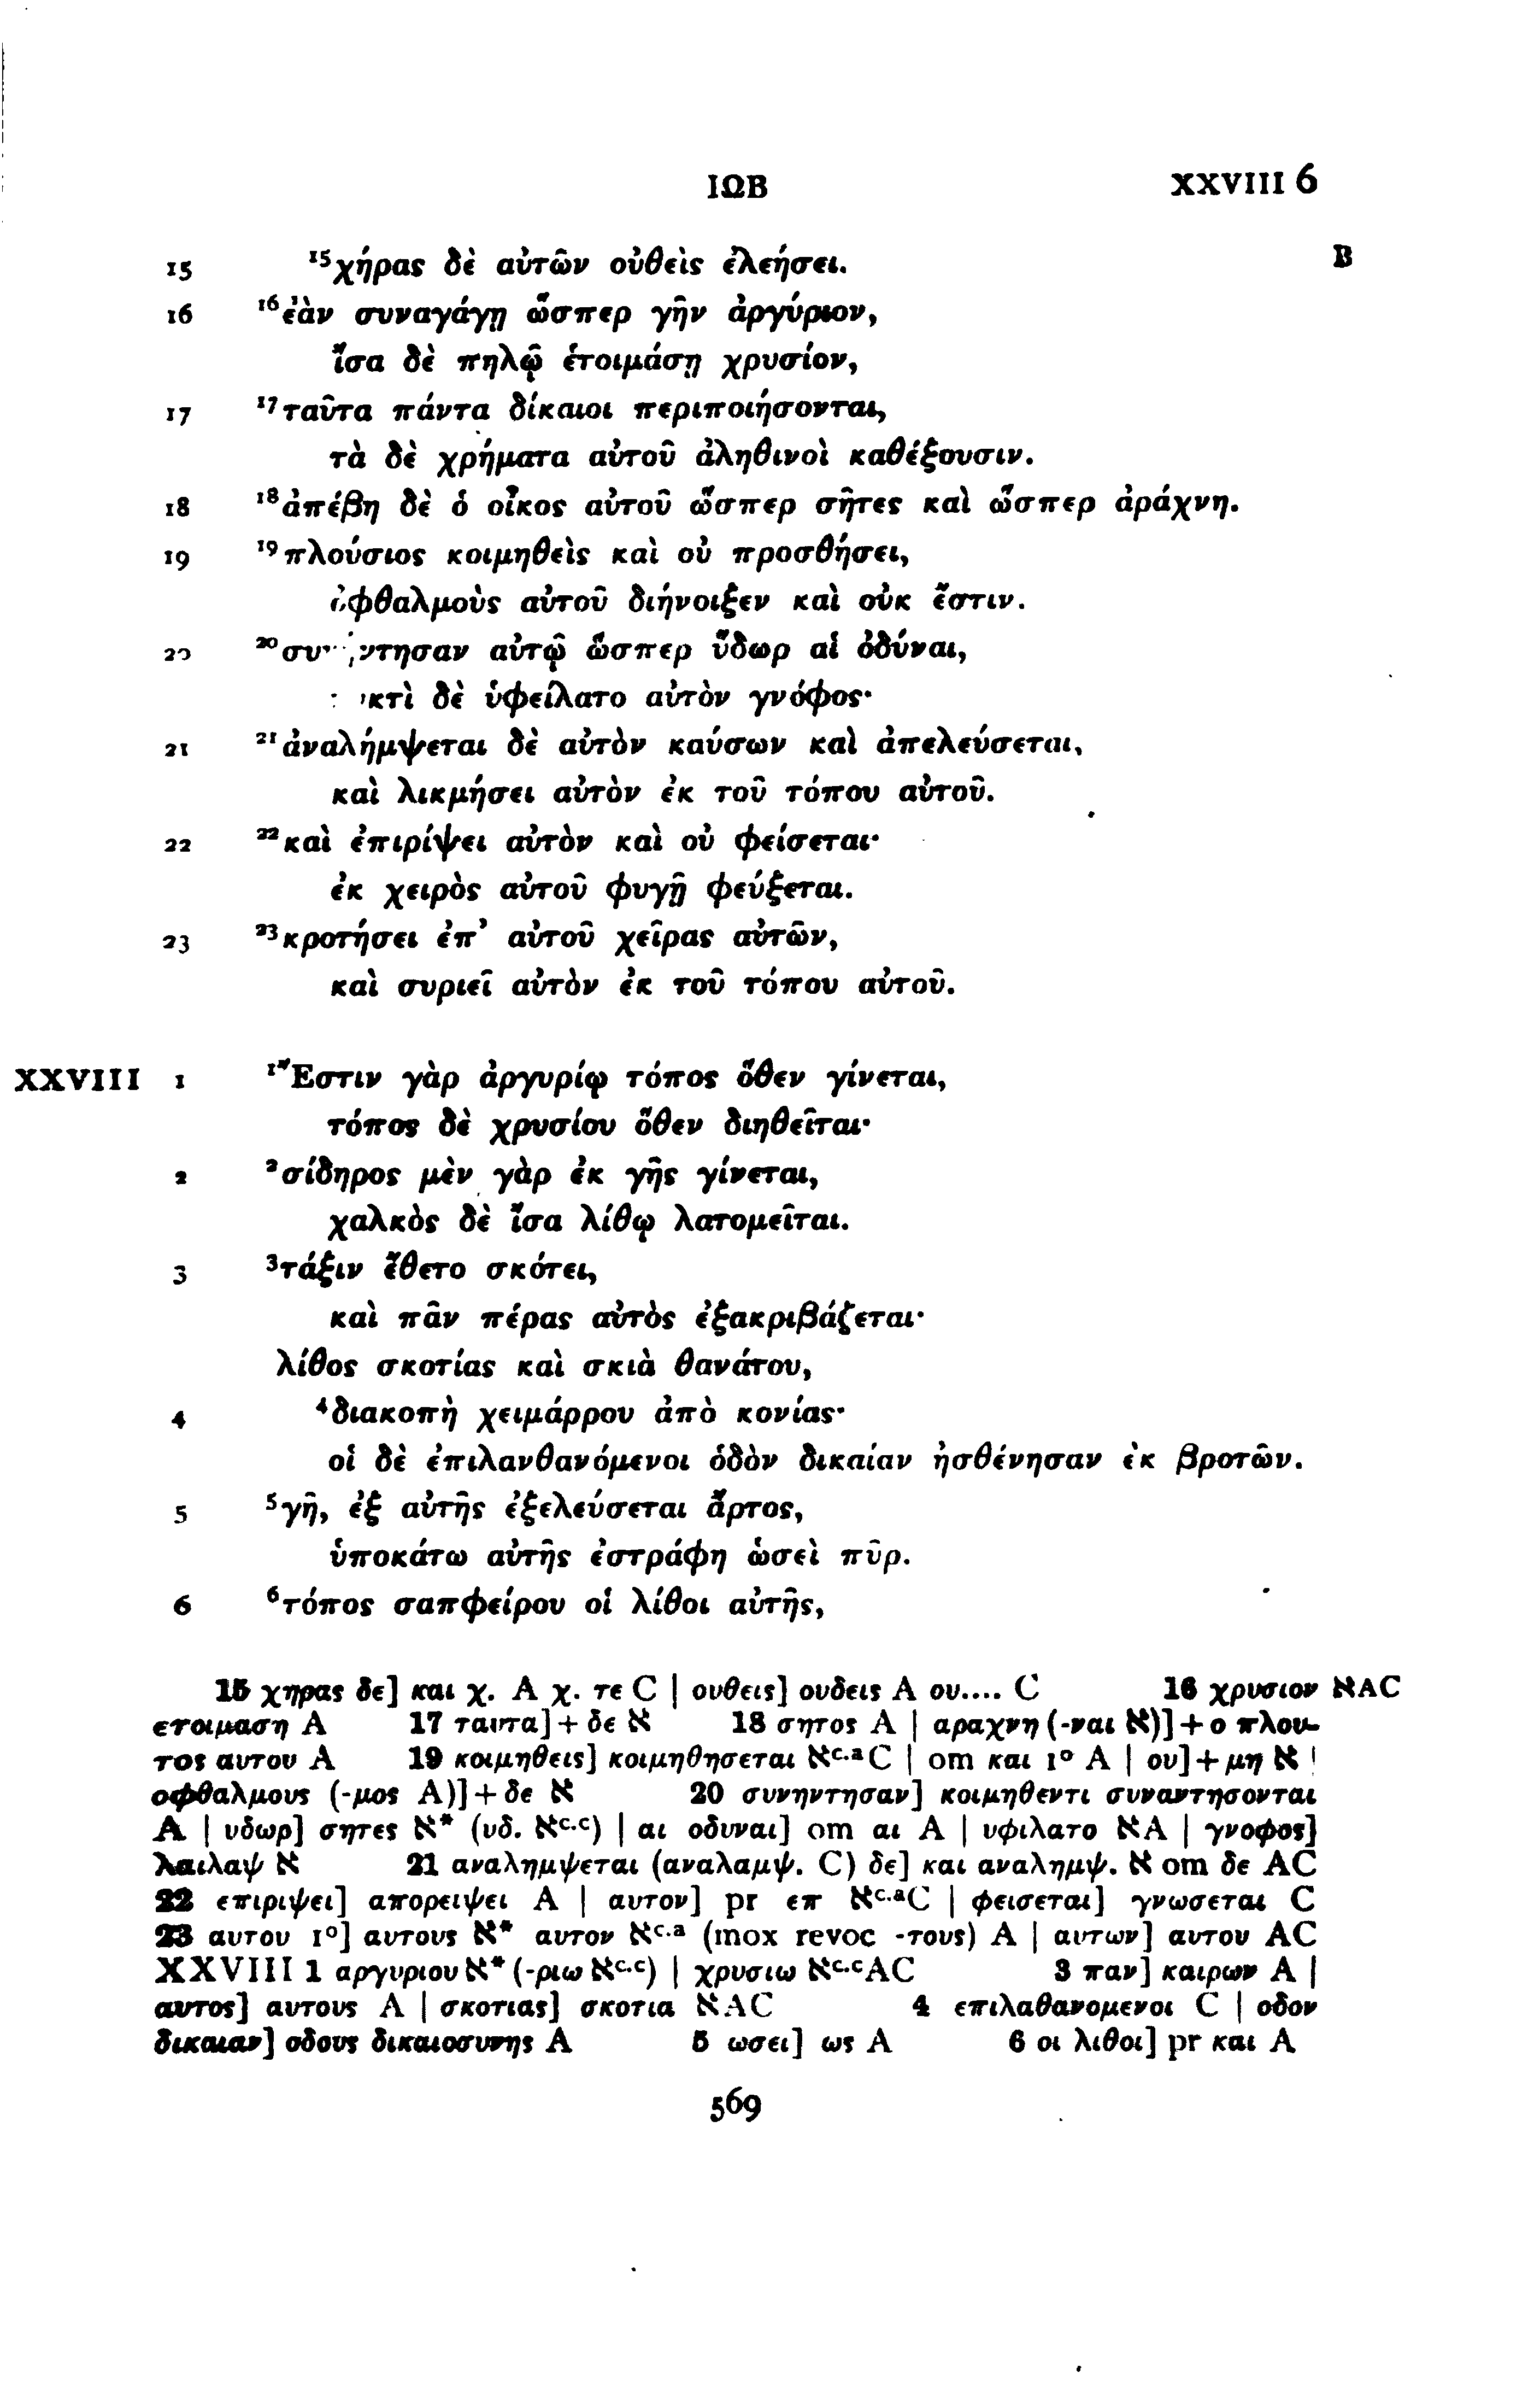 ΙΩΒ XXVIII 6
15 ¹⁵χήρας δὲ αὐτῶν οὐθεὶς ἐλεήσει. B
16 ¹⁶ἐὰν συναγάγῃ ὥσπερ γῆν ἀργύριον,
ἴσα δὲ πηλῷ ἑτοιμάσῃ χρυσίον,
17 ¹⁷ταῦτα πάντα δίκαιοι περιποιήσονται,
τὰ δὲ χρήματα αὐτοῦ ἀληθινοὶ καθέξουσιν.
18 ¹⁸ἀπέβη δὲ ὁ οἶκος αὐτοῦ ὥσπερ σῆτες καὶ ὥσπερ ἀράχνη.
19 ¹⁹πλούσιος κοιμηθεὶς καὶ οὐ προσθήσει,
ὀφθαλμοὺς αὐτοῦ διήνοιξεν καὶ οὐκ ἔστιν.
20 ²⁰συνήντησαν αὐτῷ ὥσπερ ὕδωρ αἱ ὀδύναι,
νυκτὶ δὲ ὑφείλατο αὐτὸν γνόφος·
21 ²¹ἀναλήμψεται δὲ αὐτὸν καύσων καὶ ἀπελεύσεται,
καὶ λικμήσει αὐτὸν ἐκ τοῦ τόπου αὐτοῦ.
22 ²²καὶ ἐπιρίψει αὐτὸν καὶ οὐ φείσεται·
ἐκ χειρὸς αὐτοῦ φυγῇ φεύξεται.
23 ²³κροτήσει ἐπ’ αὐτοῦ χεῖρας αὐτῶν,
καὶ συριεῖ αὐτὸν ἐκ τοῦ τόπου αὐτοῦ.
XXVIII 1 ¹Ἔστιν γὰρ ἀργυρίῳ τόπος ὅθεν γίνεται,
τόπος δὲ χρυσίου ὅθεν διηθεῖται·
2 ²σίδηρος μὲν γὰρ ἐκ γῆς γίνεται,
χαλκὸς δὲ ἴσα λίθῳ λατομεῖται.
3 ³τάξιν ἔθετο σκότει,
καὶ πᾶν πέρας αὐτὸς ἐξακριβάζεται·
λίθος σκοτίας καὶ σκιὰ θανάτου,
4 ⁴διακοπὴ χειμάρρου ἀπὸ κονίας·
οἱ δὲ ἐπιλανθανόμενοι ὁδὸν δικαίαν ἠσθένησαν ἐκ βροτῶν.
5 ⁵γῆ, ἐξ αὐτῆς ἐξελεύσεται ἄρτος,
ὑποκάτω αὐτῆς ἐστράφη ὡσεὶ πῦρ.
6 ⁶τόπος σαπφείρου οἱ λίθοι αὐτῆς,
15 χηρας δε] και χ. A χ. τε C | ουθεις] ουδεις A ου.... C 16 χρυσιον ℵAC
ετοιμαση A 17 ταυτα]+δε ℵ 18 σητος A | αραχνη (-ναι ℵ)]+ο πλου-
τος αυτου A 19 κοιμηθεις] κοιμηθησεται ℵᶜ·ᵃC | om και 1° A | ου]+μη ℵ |
οφθαλμους (-μος A)]+δε ℵ 20 συνηντησαν] κοιμηθεντι συναντησονται
A | υδωρ] σητες ℵ* (υδ. ℵᶜ·ᶜ) | αι οδυναι] om αι A | υφιλατο ℵA | γνοφος]
λαιλαψ ℵ 21 αναλημψεται (αναλαμψ. C) δε] και αναλημψ. ℵ om δε AC
22 επιριψει] απορειψει A | αυτον] pr επ ℵᶜ·ᵃC | φεισεται] γνωσεται C
23 αυτου 1°] αυτους ℵ* αυτον ℵᶜ·ᵃ (mox revoc -τους) A | αυτων] αυτου AC
XXVIII 1 αργυριου ℵ* (-ριω ℵᶜ·ᶜ) | χρυσιω ℵᶜ·ᶜAC 3 παν] καιρων A |
αυτος] αυτους A | σκοτιας] σκοτια ℵAC 4 επιλαθανομενοι C | οδον
δικαιαν] οδους δικαιοσυνης A 5 ωσει] ως A 6 οι λιθοι] pr και A
569